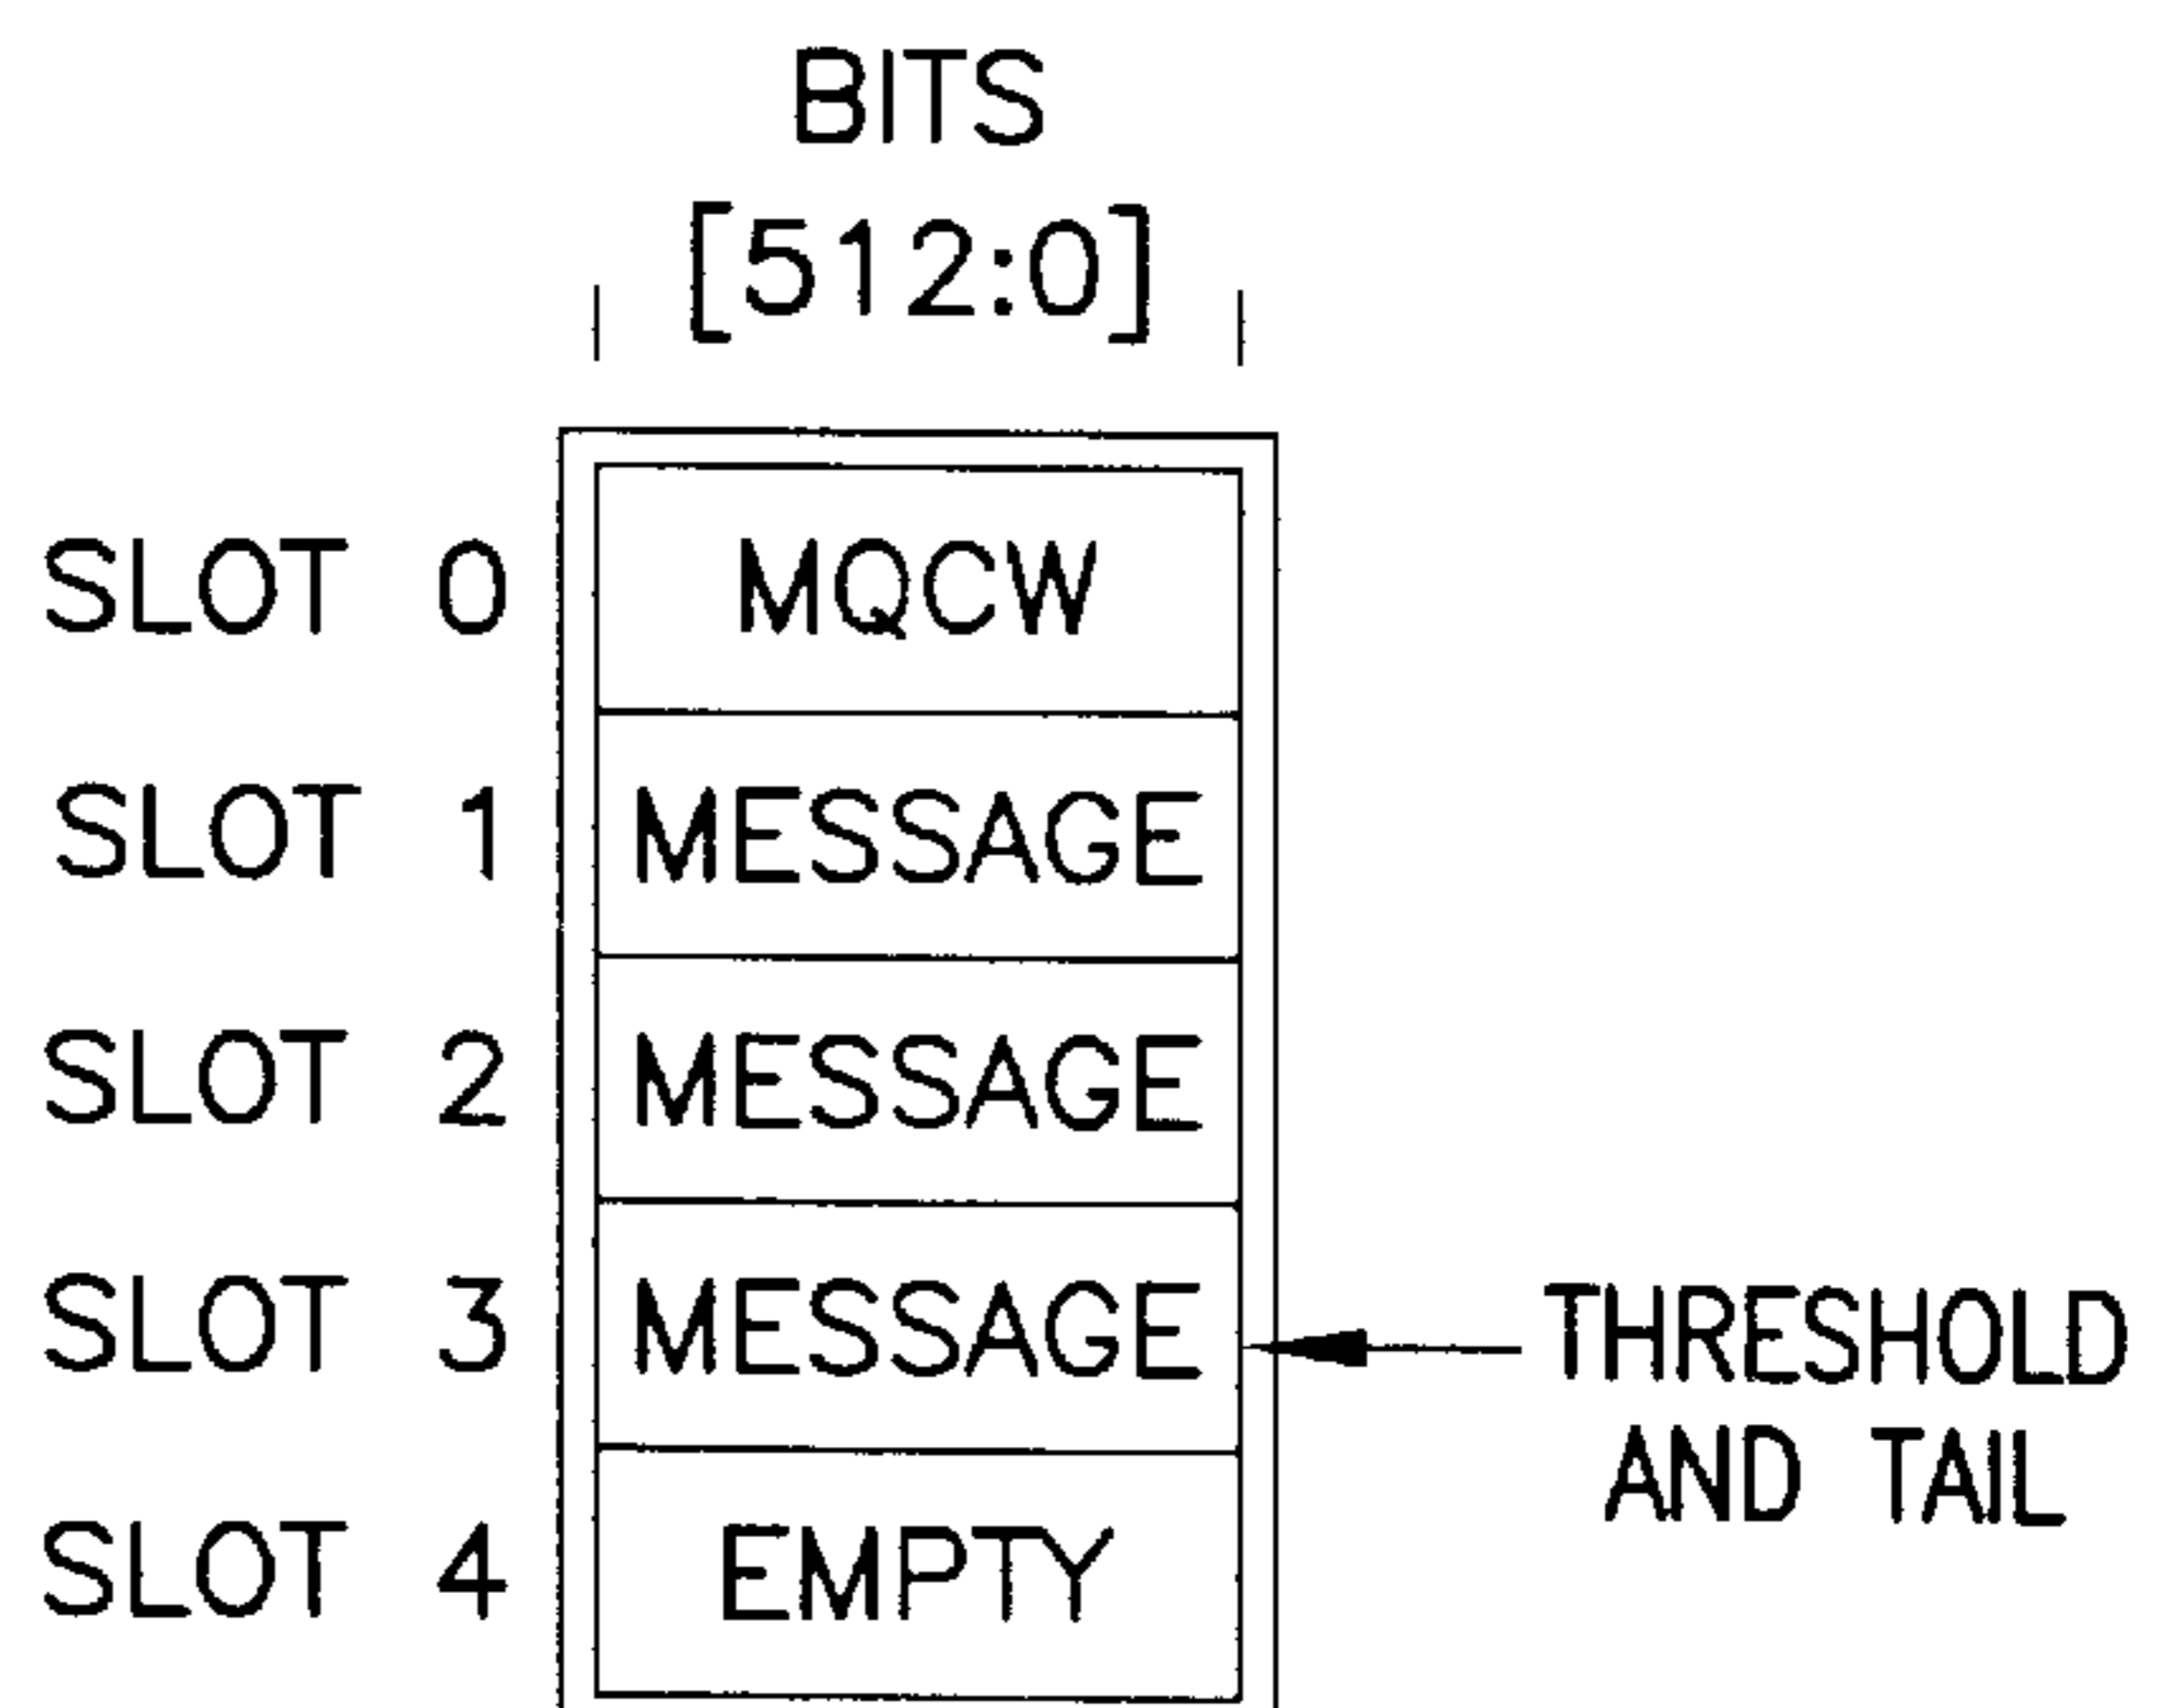 BITS
[512:0]
SLOT 0 MQCW
SLOT 1 MESSAGE
SLOT 2 MESSAGE
SLOT 3 MESSAGE THRESHOLD
AND TAIL
SLOT 4 EMPTY